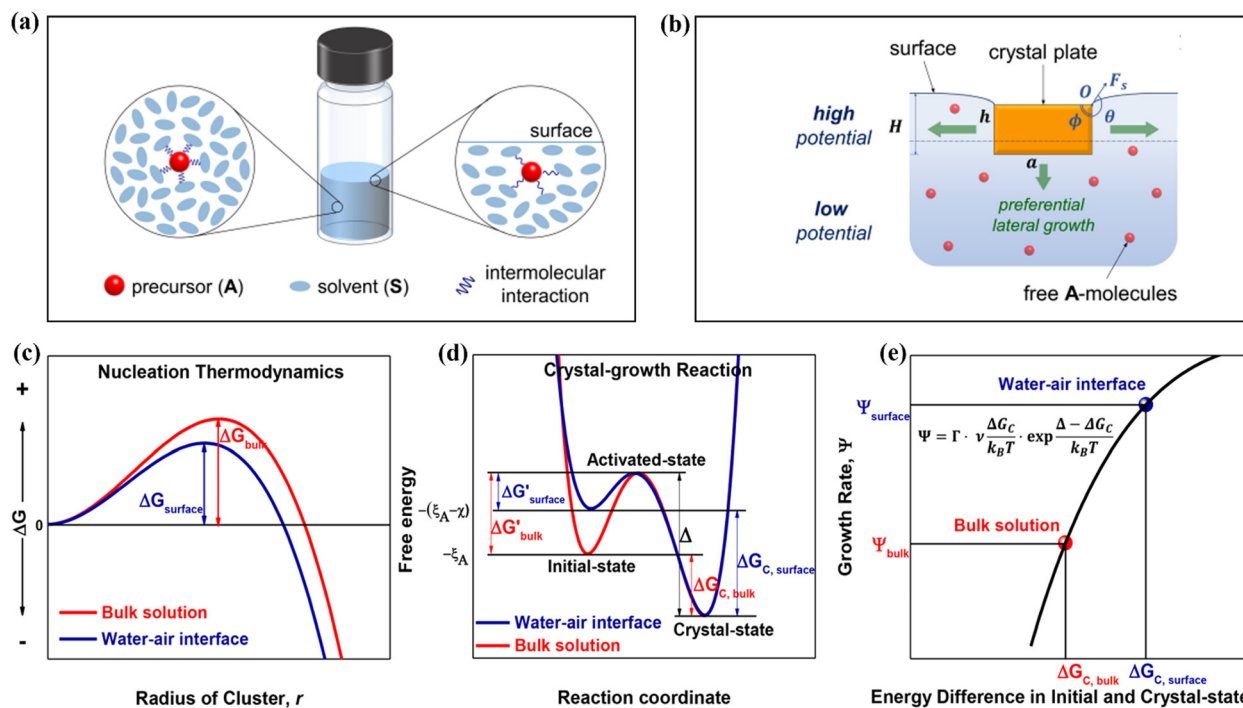 (a)
surface
precursor (A)
solvent (S)
intermolecular
interaction
(b)
surface
crystal plate
O
F_s
high
potential
H
h
ϕ
θ
a
low
potential
preferential
lateral growth
free A-molecules
(c)
Nucleation Thermodynamics
+
ΔG
0
-
ΔG_bulk
ΔG_surface
Bulk solution
Water-air interface
Radius of Cluster, r
(d)
Crystal-growth Reaction
Free energy
Activated-state
ΔG'_surface
−(ξ_A−χ)
ΔG'_bulk
Δ
−ξ_A
Initial-state
ΔG_C, bulk
ΔG_C, surface
Water-air interface
Bulk solution
Crystal-state
Reaction coordinate
(e)
Growth Rate, Ψ
Water-air interface
Ψ_surface
Ψ = Γ · ν ΔG_C/k_BT · exp Δ − ΔG_C/k_BT
Bulk solution
Ψ_bulk
ΔG_C, bulk
ΔG_C, surface
Energy Difference in Initial and Crystal-state